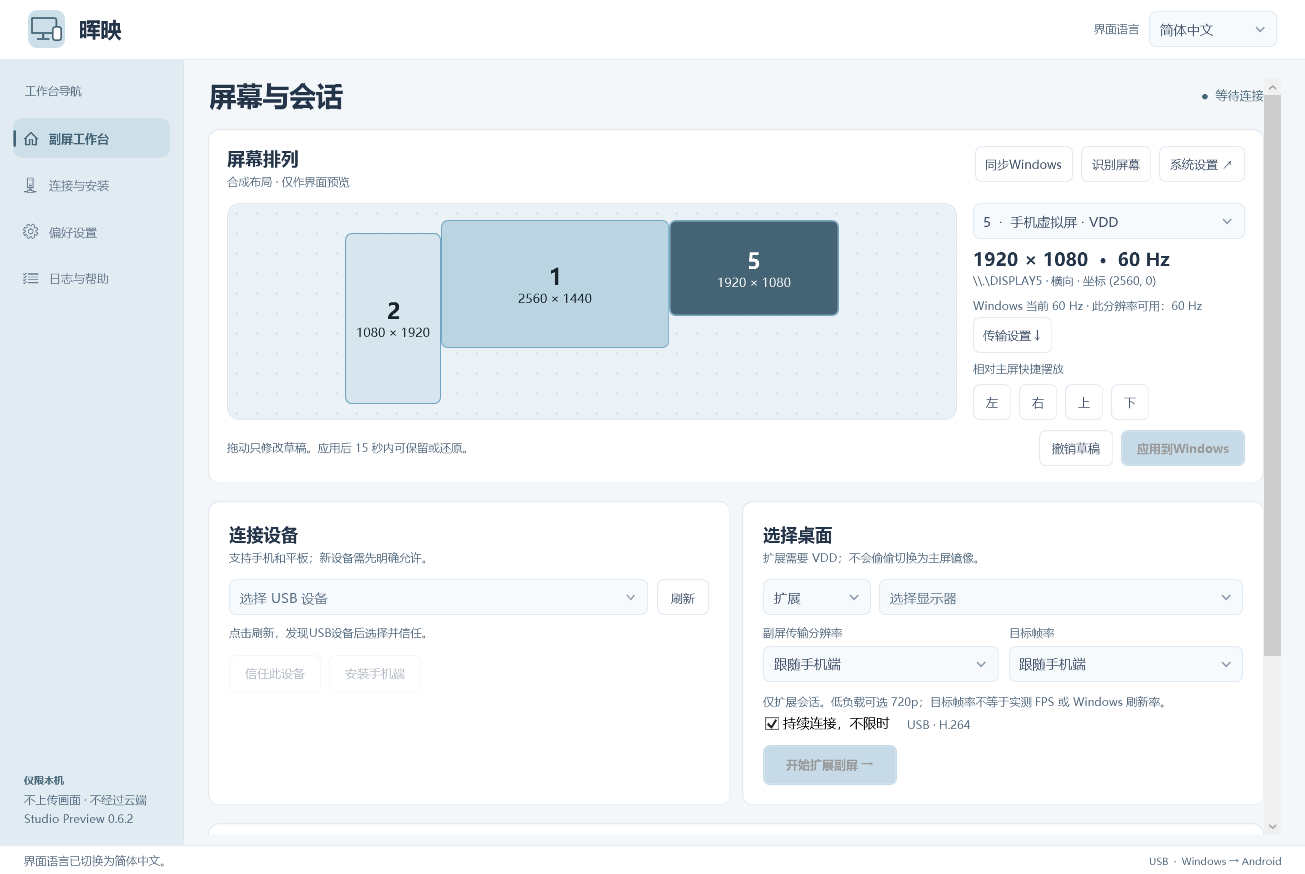 晖映
界面语言
简体中文
工作台导航
副屏工作台
连接与安装
偏好设置
日志与帮助
仅限本机
不上传画面 · 不经过云端
Studio Preview 0.6.2
屏幕与会话
● 等待连接
屏幕排列
合成布局 · 仅作界面预览
同步Windows
识别屏幕
系统设置 ↗
2
1080 × 1920
1
2560 × 1440
5
1920 × 1080
5 · 手机虚拟屏 · VDD
1920 × 1080 • 60 Hz
\\.\DISPLAY5 · 横向 · 坐标 (2560, 0)
Windows 当前 60 Hz · 此分辨率可用：60 Hz
传输设置 ↓
相对主屏快捷摆放
左
右
上
下
拖动只修改草稿。应用后 15 秒内可保留或还原。
撤销草稿
应用到Windows
连接设备
支持手机和平板；新设备需先明确允许。
选择 USB 设备
刷新
点击刷新，发现USB设备后选择并信任。
信任此设备
安装手机端
选择桌面
扩展需要 VDD；不会偷偷切换为主屏镜像。
扩展
选择显示器
副屏传输分辨率
目标帧率
跟随手机端
跟随手机端
仅扩展会话。低负载可选 720p；目标帧率不等于实测 FPS 或 Windows 刷新率。
持续连接，不限时
USB · H.264
开始扩展副屏 →
界面语言已切换为简体中文。
USB · Windows → Android